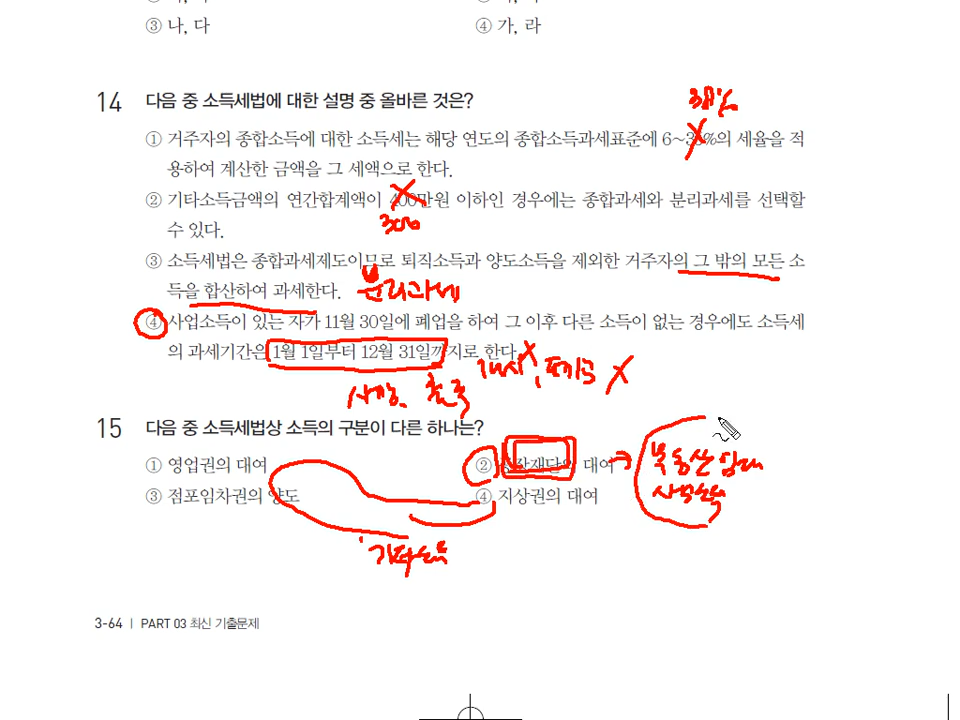 ③ 나, 다
④ 가, 라
14 다음 중 소득세법에 대한 설명 중 올바른 것은?
38%
① 거주자의 종합소득에 대한 소득세는 해당 연도의 종합소득과세표준에 6~3 %의 세율을 적
용하여 계산한 금액을 그 세액으로 한다.
② 기타소득금액의 연간합계액이 400만원 이하인 경우에는 종합과세와 분리과세를 선택할
수 있다.
300
③ 소득세법은 종합과세제도이므로 퇴직소득과 양도소득을 제외한 거주자의 그 밖의 모든 소
득을 합산하여 과세한다.
분리과세
④ 사업소득이 있는 자가 11월 30일에 폐업을 하여 그 이후 다른 소득이 없는 경우에도 소득세
의 과세기간은 1월 1일부터 12월 31일까지로 한다.
사망, 출국
15 다음 중 소득세법상 소득의 구분이 다른 하나는?
① 영업권의 대여
② 공장재단의 대여
부동산 임대
사업소득
③ 점포임차권의 양도
④ 지상권의 대여
기타소득
3-64 | PART 03 최신 기출문제